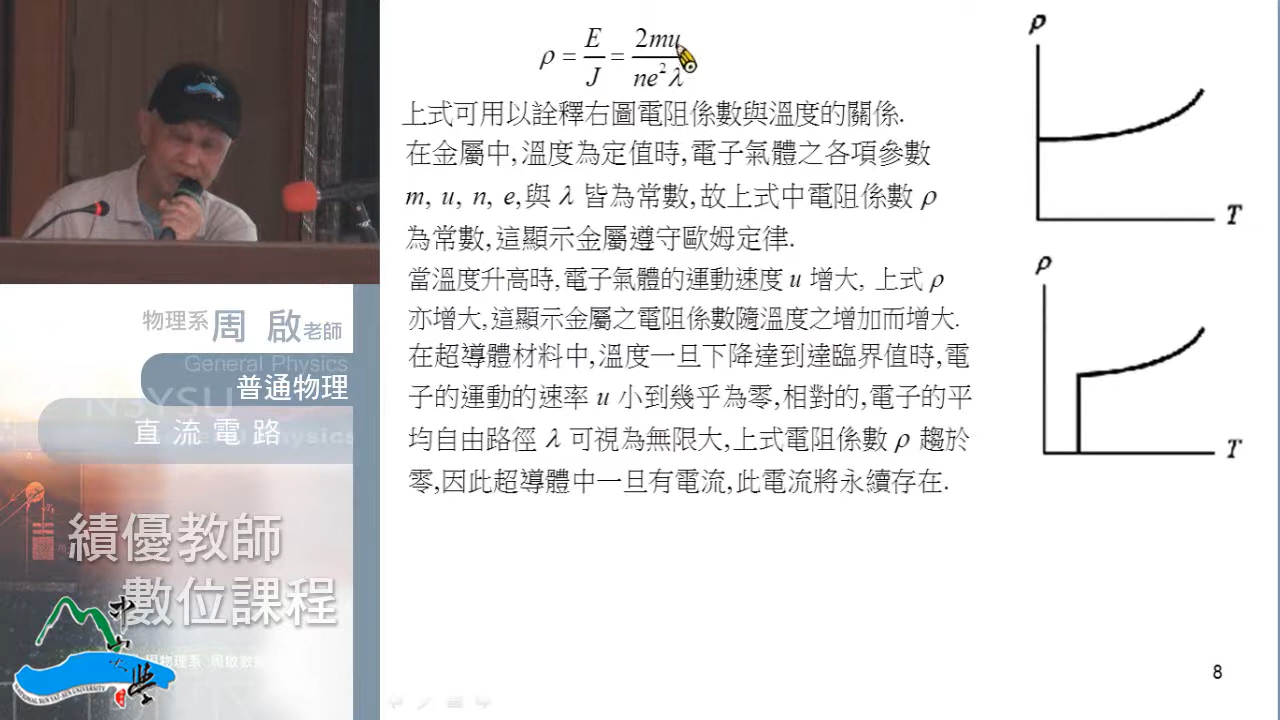 ρ = E/J = 2mu/ne²λ
上式可用以詮釋右圖電阻係數與溫度的關係.
在金屬中,溫度為定值時,電子氣體之各項參數
m, u, n, e,與 λ 皆為常數,故上式中電阻係數 ρ
為常數,這顯示金屬遵守歐姆定律.
當溫度升高時,電子氣體的運動速度 u 增大, 上式 ρ
亦增大,這顯示金屬之電阻係數隨溫度之增加而增大.
在超導體材料中,溫度一旦下降達到達臨界值時,電
子的運動的速率 u 小到幾乎為零,相對的,電子的平
均自由路徑 λ 可視為無限大,上式電阻係數 ρ 趨於
零,因此超導體中一旦有電流,此電流將永續存在.
ρ
T
ρ
T
8
物理系 周 啟 老師
General Physics
普通物理
NSYSU
直流電路
績優教師
數位課程
中山大學
NATIONAL SUN YAT-SEN UNIVERSITY